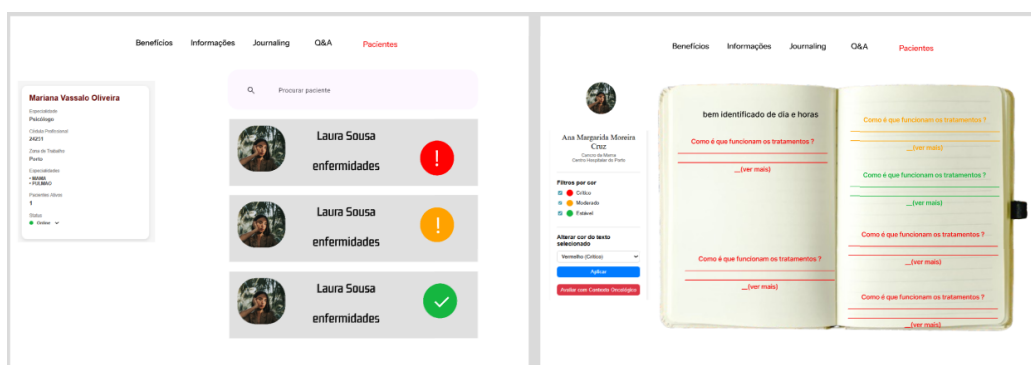 Benefícios Informações Journaling Q&A Pacientes
Mariana Vassalo Oliveira
Especialidade
Psicólogo
Cédula Profissional
24251
Zona de Trabalho
Porto
Especialidades
• MAMA
• PULMAO
Pacientes Ativos
1
Status
Online
Procurar paciente
Laura Sousa
enfermidades
!
Laura Sousa
enfermidades
!
Laura Sousa
enfermidades
Benefícios Informações Journaling Q&A Pacientes
Ana Margarida Moreira
Cruz
Cancro da Mama
Centro Hospitalar do Porto
Filtros por cor
Crítico
Moderado
Estável
Alterar cor do texto
selecionado
Vermelho (Crítico)
Aplicar
Avaliar com Contexto Oncológico
bem identificado de dia e horas
Como é que funcionam os tratamentos ?
__(ver mais)
Como é que funcionam os tratamentos ?
__(ver mais)
Como é que funcionam os tratamentos ?
__(ver mais)
Como é que funcionam os tratamentos ?
__(ver mais)
Como é que funcionam os tratamentos ?
__(ver mais)
Como é que funcionam os tratamentos ?
__(ver mais)